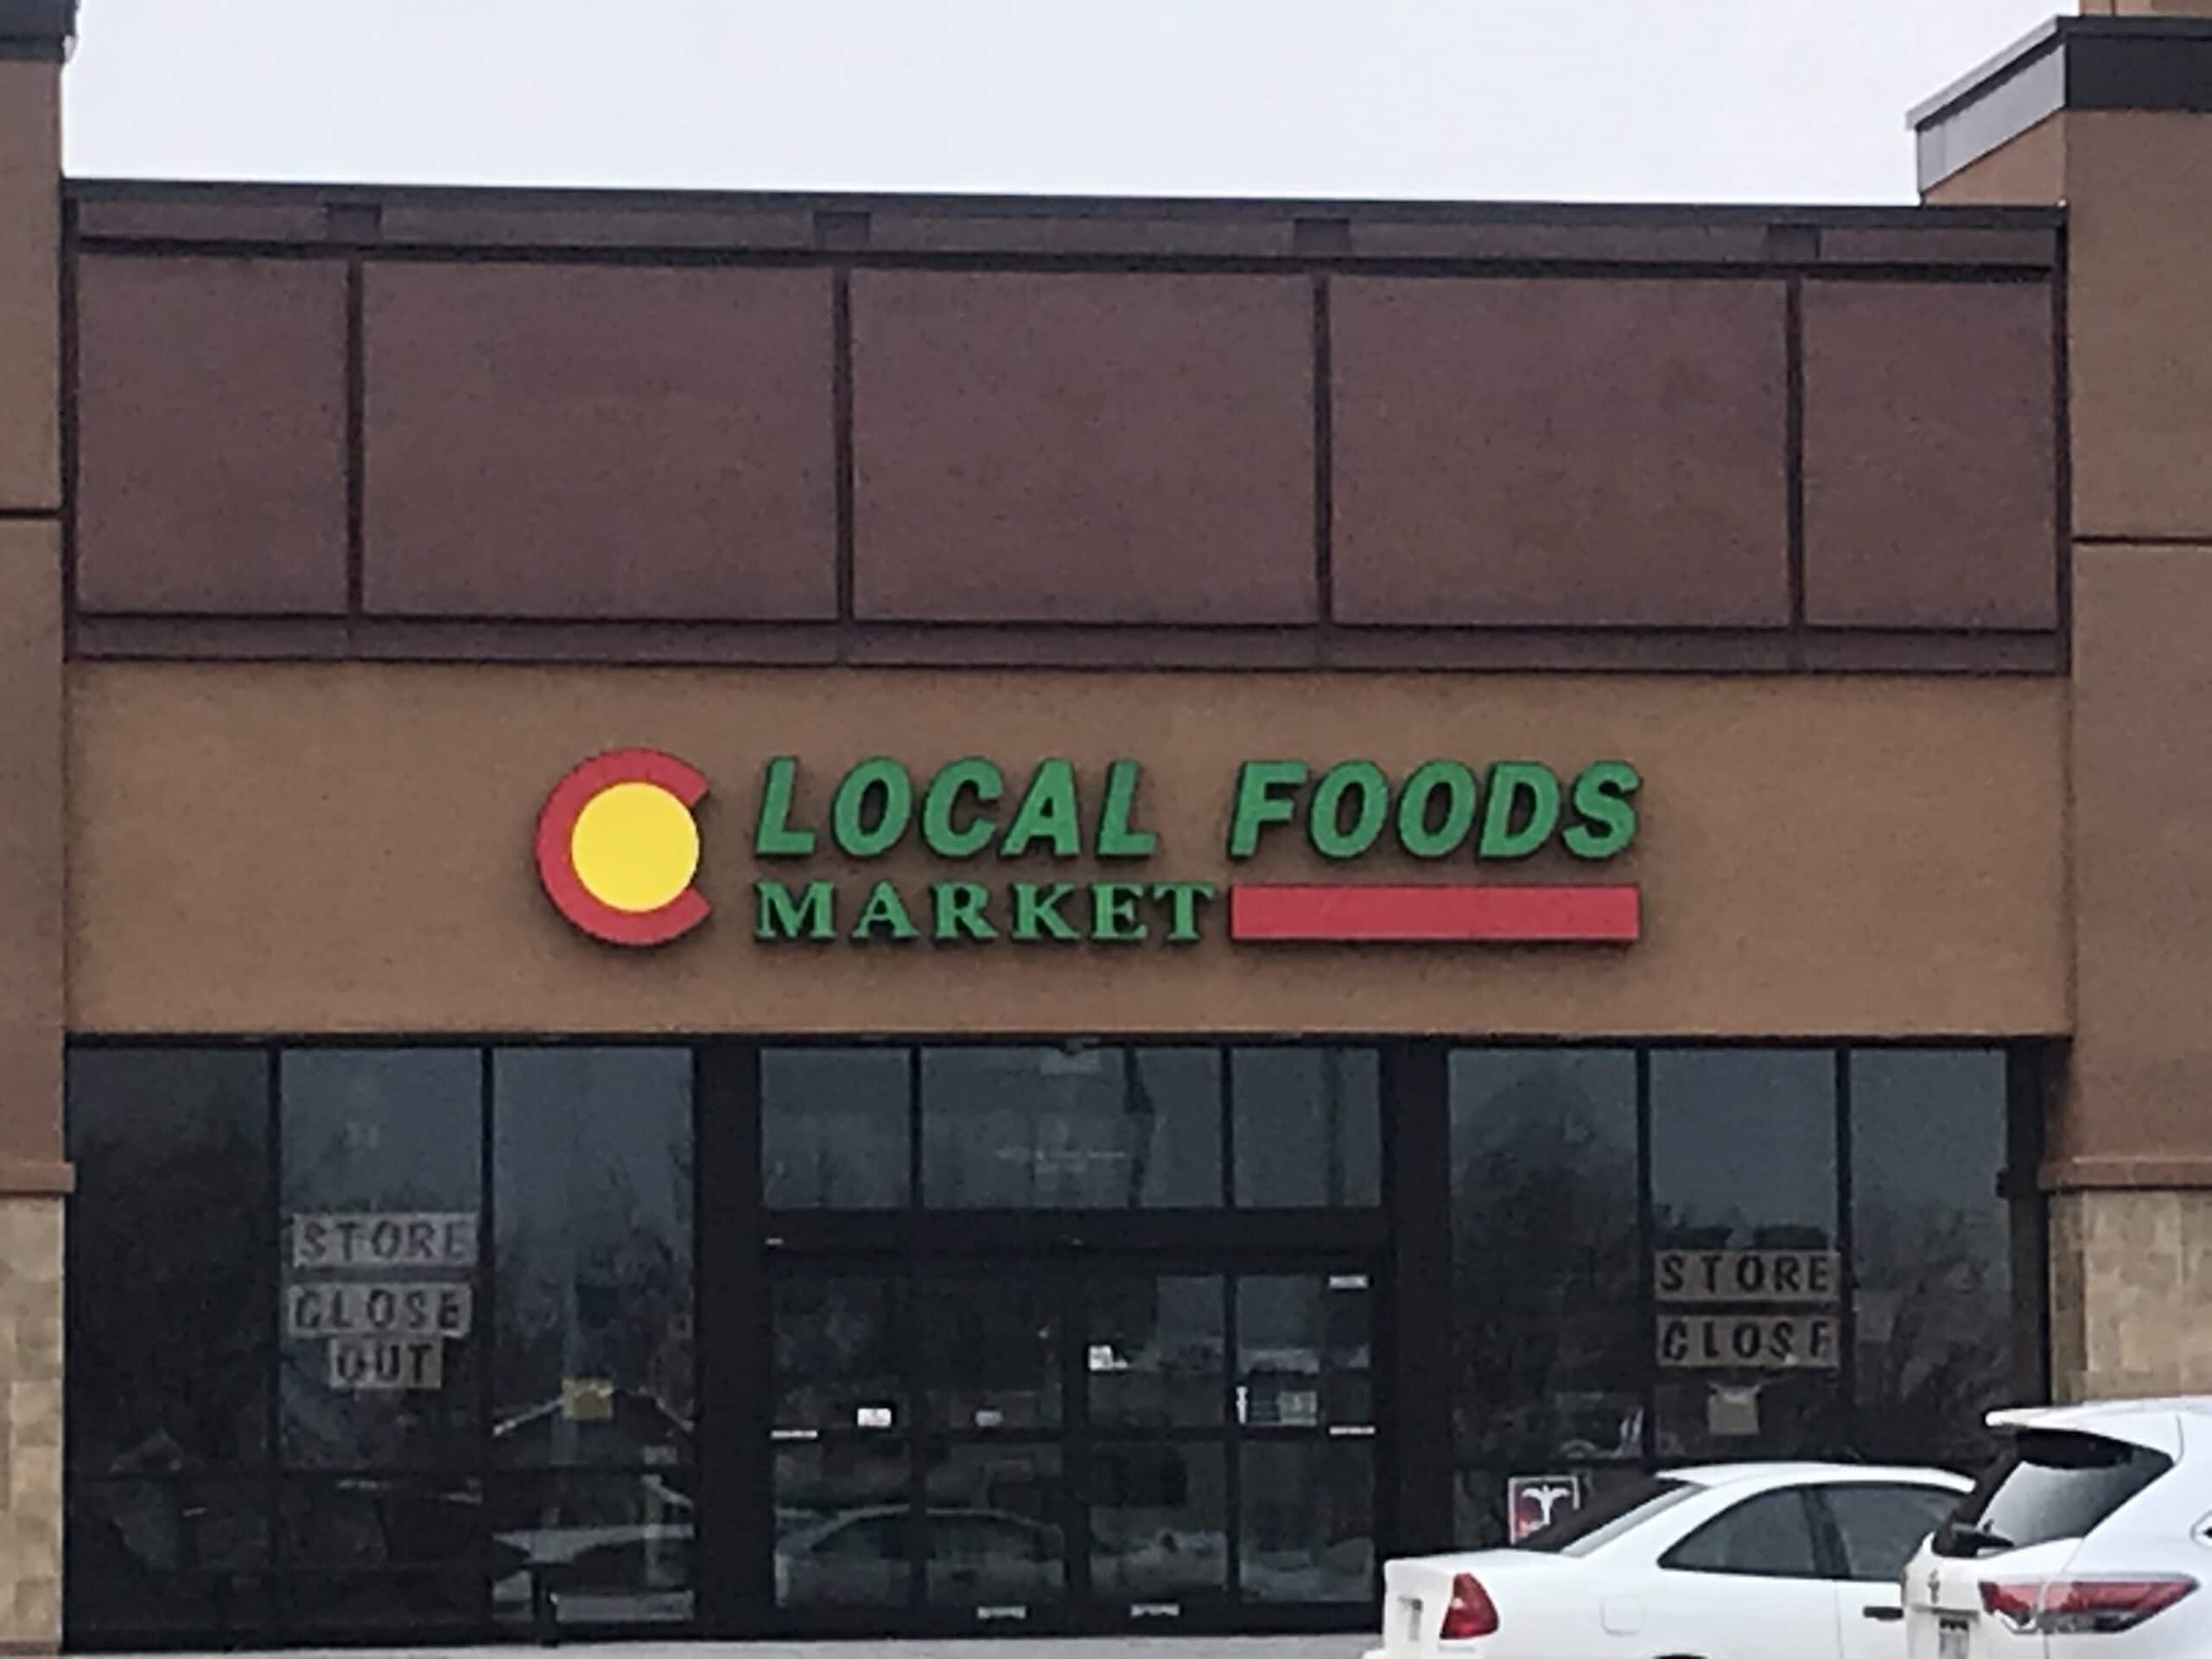 LOCAL FOODS
MARKET
STORE
CLOSE
OUT
STORE
CLOSE